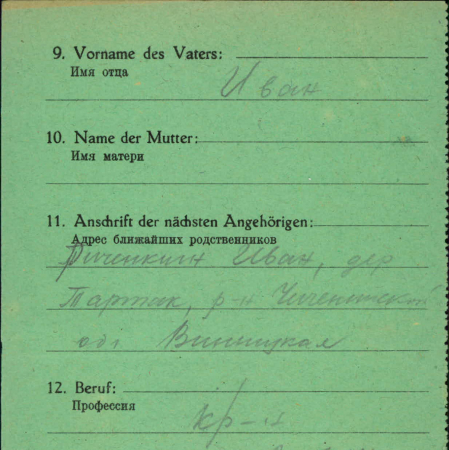 9. Vorname des Vaters:
Имя отца
Иван
10. Name der Mutter:
Имя матери
11. Anschrift der nächsten Angehörigen:
Адрес ближайших родственников
Иван, дер
Тартак, р-н
обл Винницкая
12. Beruf:
Профессия
кр-н